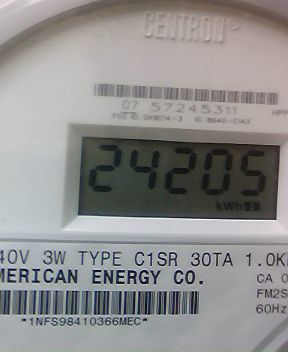 CENTRON®
07 57245311
24205
kWh
40V 3W TYPE C1SR 30TA 1.0K
MERICAN ENERGY CO.
CA 0
FM2S
60Hz
*1NFS98410366MEC*